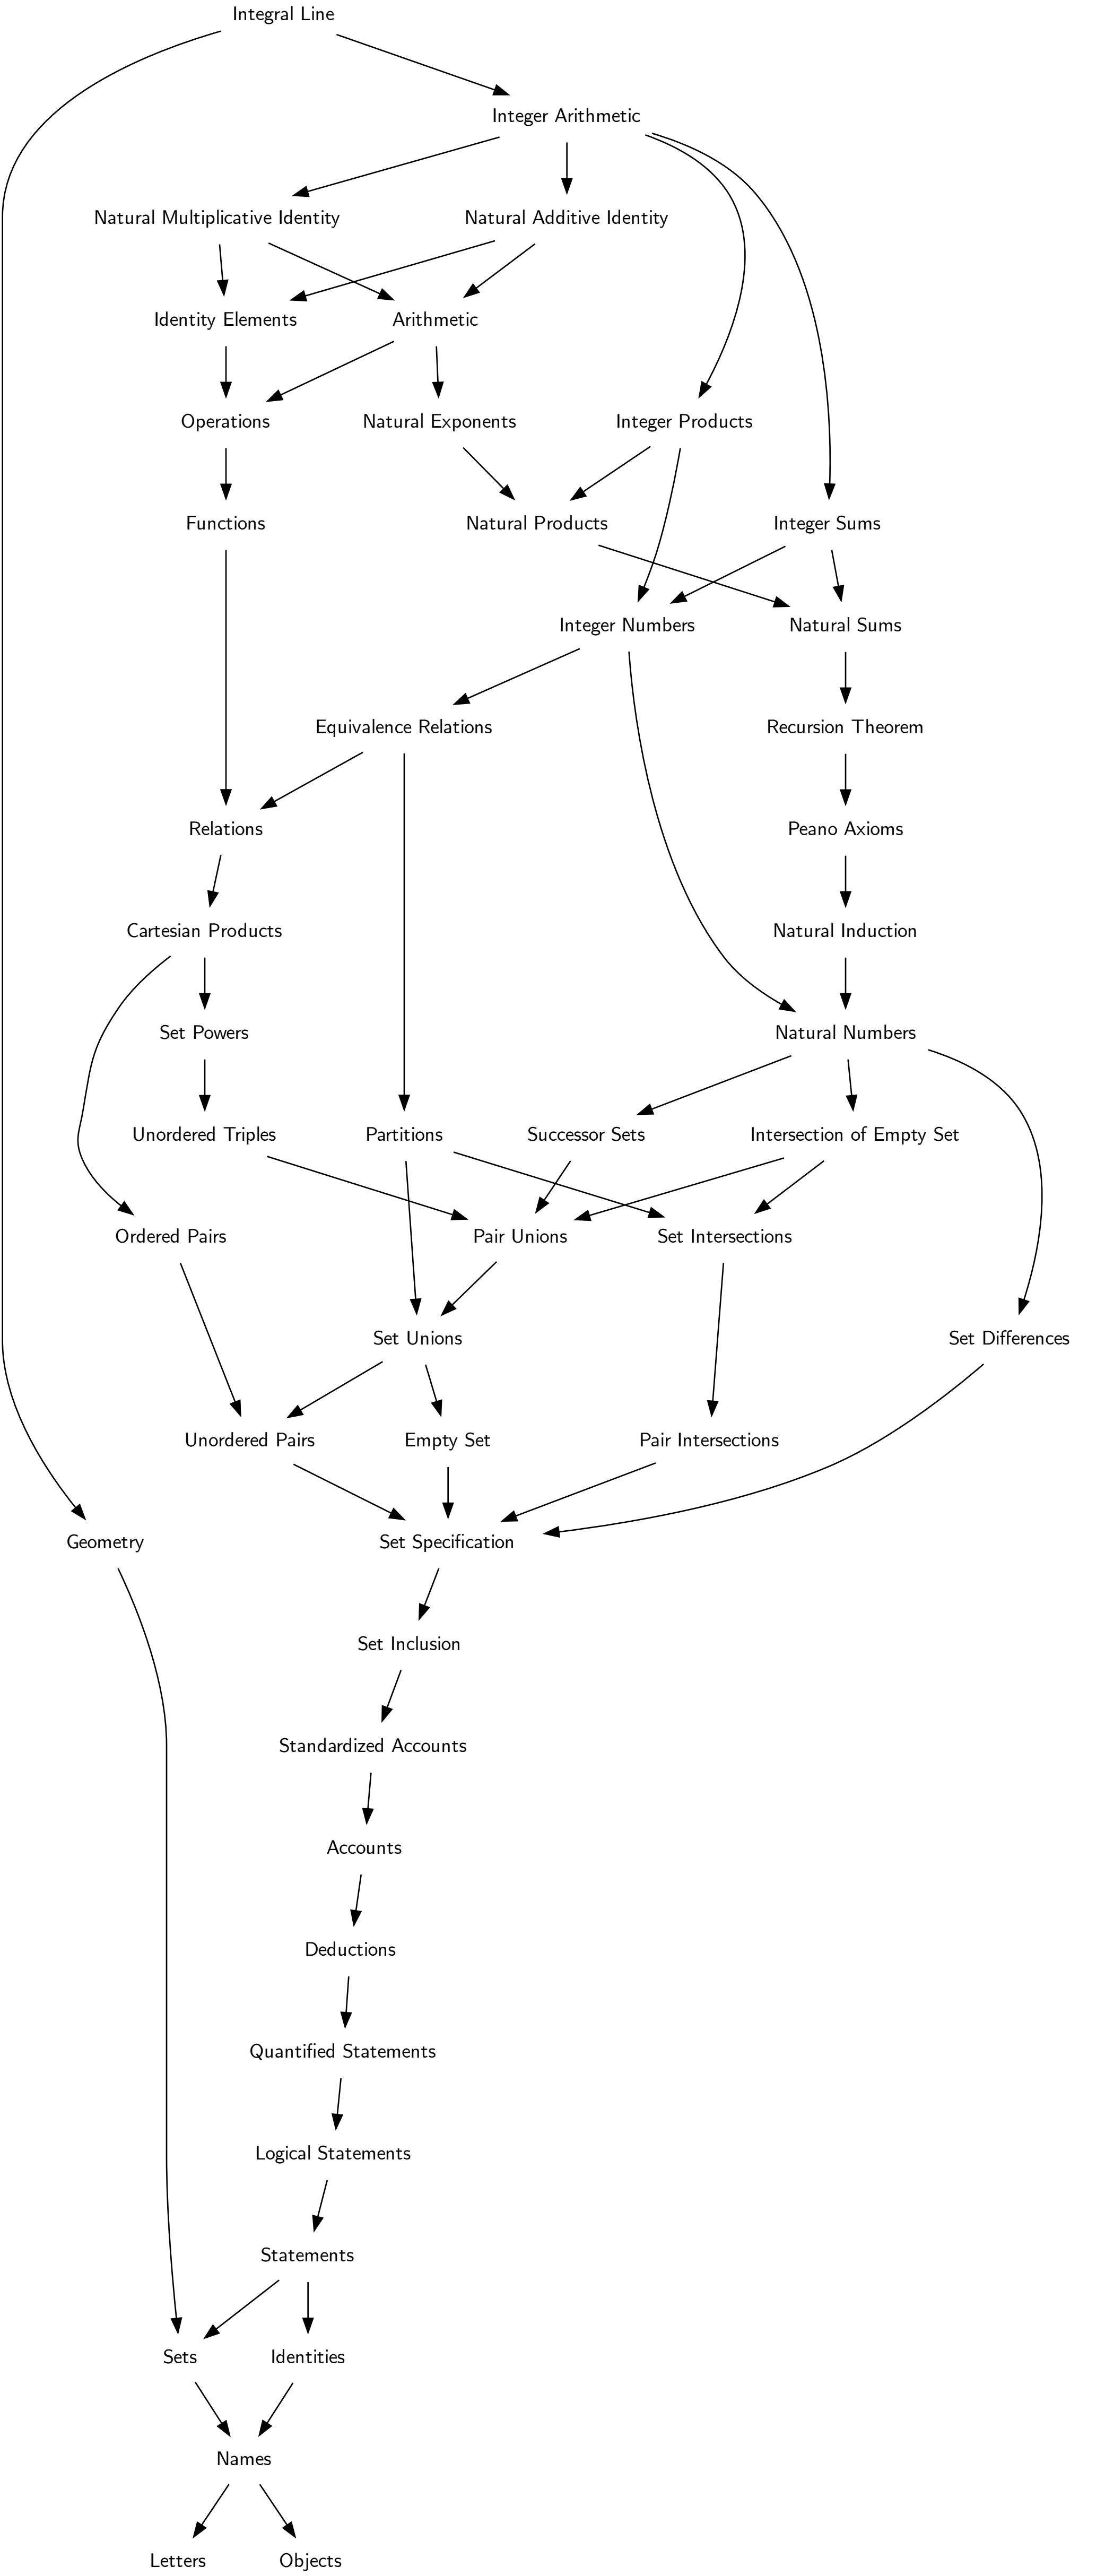 Integral Line
Integer Arithmetic
Natural Multiplicative Identity
Natural Additive Identity
Identity Elements
Arithmetic
Operations
Natural Exponents
Integer Products
Functions
Natural Products
Integer Sums
Integer Numbers
Natural Sums
Equivalence Relations
Recursion Theorem
Relations
Peano Axioms
Cartesian Products
Natural Induction
Set Powers
Natural Numbers
Unordered Triples
Partitions
Successor Sets
Intersection of Empty Set
Ordered Pairs
Pair Unions
Set Intersections
Set Unions
Set Differences
Unordered Pairs
Empty Set
Pair Intersections
Geometry
Set Specification
Set Inclusion
Standardized Accounts
Accounts
Deductions
Quantified Statements
Logical Statements
Statements
Sets
Identities
Names
Letters
Objects